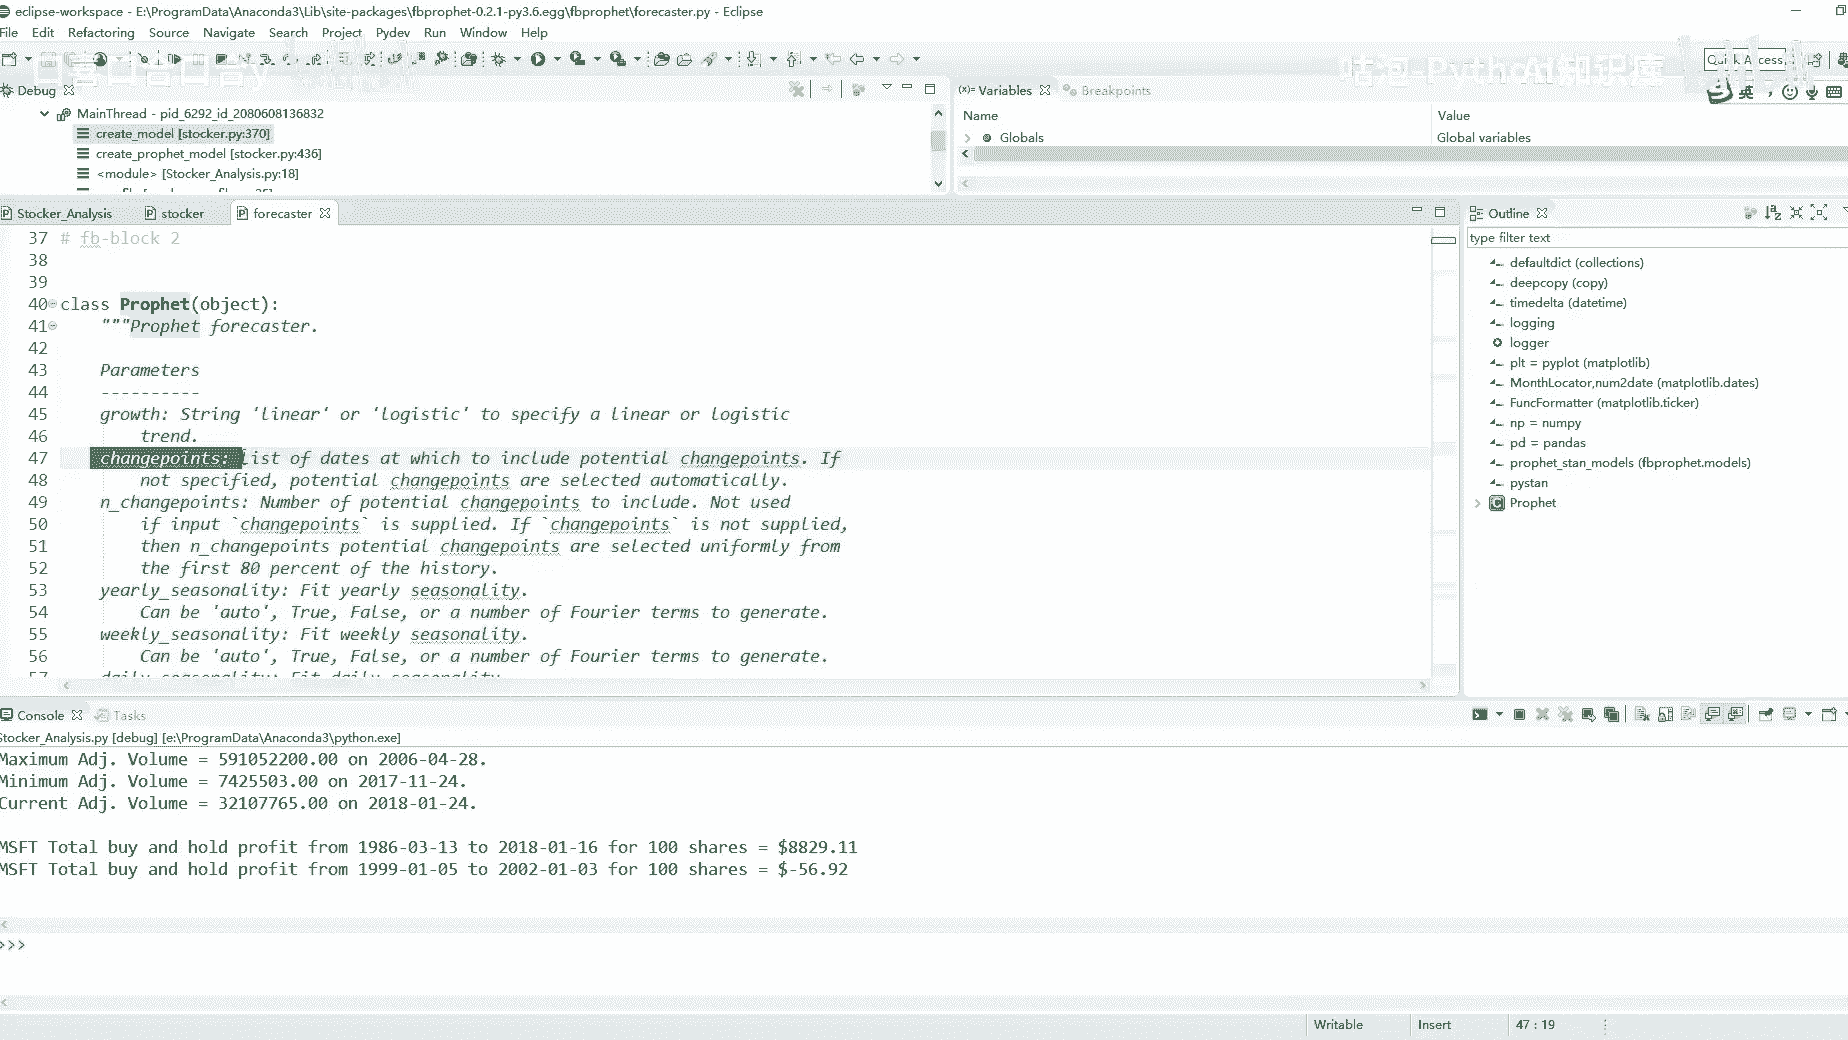 eclipse-workspace - E:\ProgramData\Anaconda3\Lib\site-packages\fbprophet-0.2.1-py3.6.egg\fbprophet\forecaster.py - Eclipse
File Edit Refactoring Source Navigate Search Project Pydev Run Window Help
Quick Access
Debug
MainThread - pid_6292_id_2080608136832
create_model [stocker.py:370]
create_prophet_model [stocker.py:436]
<module> [Stocker_Analysis.py:18]
(x)= Variables Breakpoints
Name Value
Globals Global variables
Stocker_Analysis stocker forecaster
37 # fb-block 2
38
39
40 class Prophet(object):
41 """Prophet forecaster.
42
43 Parameters
44 ----------
45 growth: String 'linear' or 'logistic' to specify a linear or logistic
46 trend.
47 changepoints: List of dates at which to include potential changepoints. If
48 not specified, potential changepoints are selected automatically.
49 n_changepoints: Number of potential changepoints to include. Not used
50 if input `changepoints` is supplied. If `changepoints` is not supplied,
51 then n_changepoints potential changepoints are selected uniformly from
52 the first 80 percent of the history.
53 yearly_seasonality: Fit yearly seasonality.
54 Can be 'auto', True, False, or a number of Fourier terms to generate.
55 weekly_seasonality: Fit weekly seasonality.
56 Can be 'auto', True, False, or a number of Fourier terms to generate.
57 daily_seasonality: Fit daily seasonality.
Outline
type filter text
defaultdict (collections)
deepcopy (copy)
timedelta (datetime)
logging
logger
plt = pyplot (matplotlib)
MonthLocator,num2date (matplotlib.dates)
FuncFormatter (matplotlib.ticker)
np = numpy
pd = pandas
prophet_stan_models (fbprophet.models)
pystan
Prophet
Console Tasks
Stocker_Analysis.py [debug] [e:\ProgramData\Anaconda3\python.exe]
Maximum Adj. Volume = 591052200.00 on 2006-04-28.
Minimum Adj. Volume = 7425503.00 on 2017-11-24.
Current Adj. Volume = 32107765.00 on 2018-01-24.
MSFT Total buy and hold profit from 1986-03-13 to 2018-01-16 for 100 shares = $8829.11
MSFT Total buy and hold profit from 1999-01-05 to 2002-01-03 for 100 shares = $-56.92
>>>
Writable Insert 47 : 19